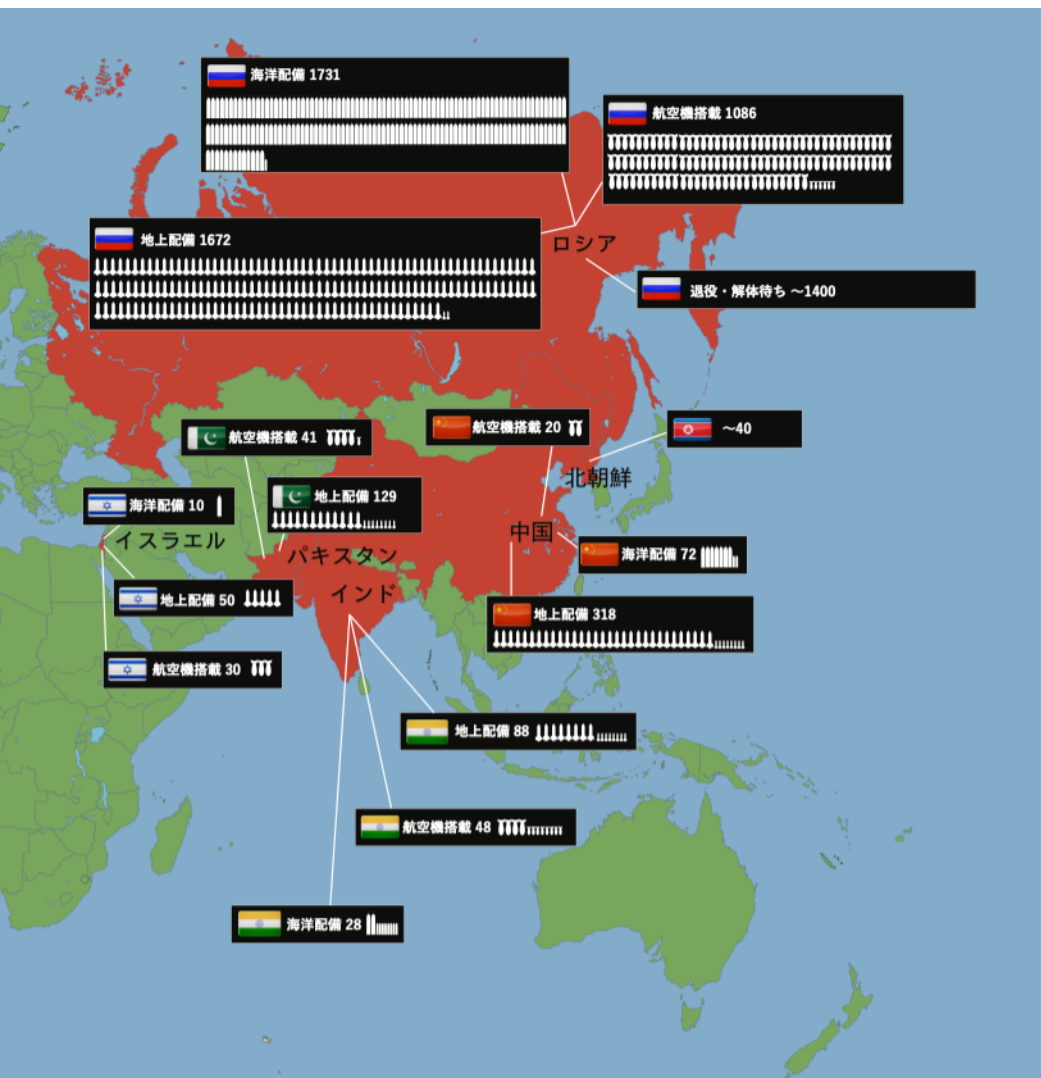 海洋配備 1731
航空機搭載 1086
地上配備 1672
ロシア
退役・解体待ち ～1400
航空機搭載 41
航空機搭載 20
～40
北朝鮮
地上配備 129
海洋配備 10
中国
イスラエル
パキスタン
海洋配備 72
インド
地上配備 50
地上配備 318
航空機搭載 30
地上配備 88
航空機搭載 48
海洋配備 28